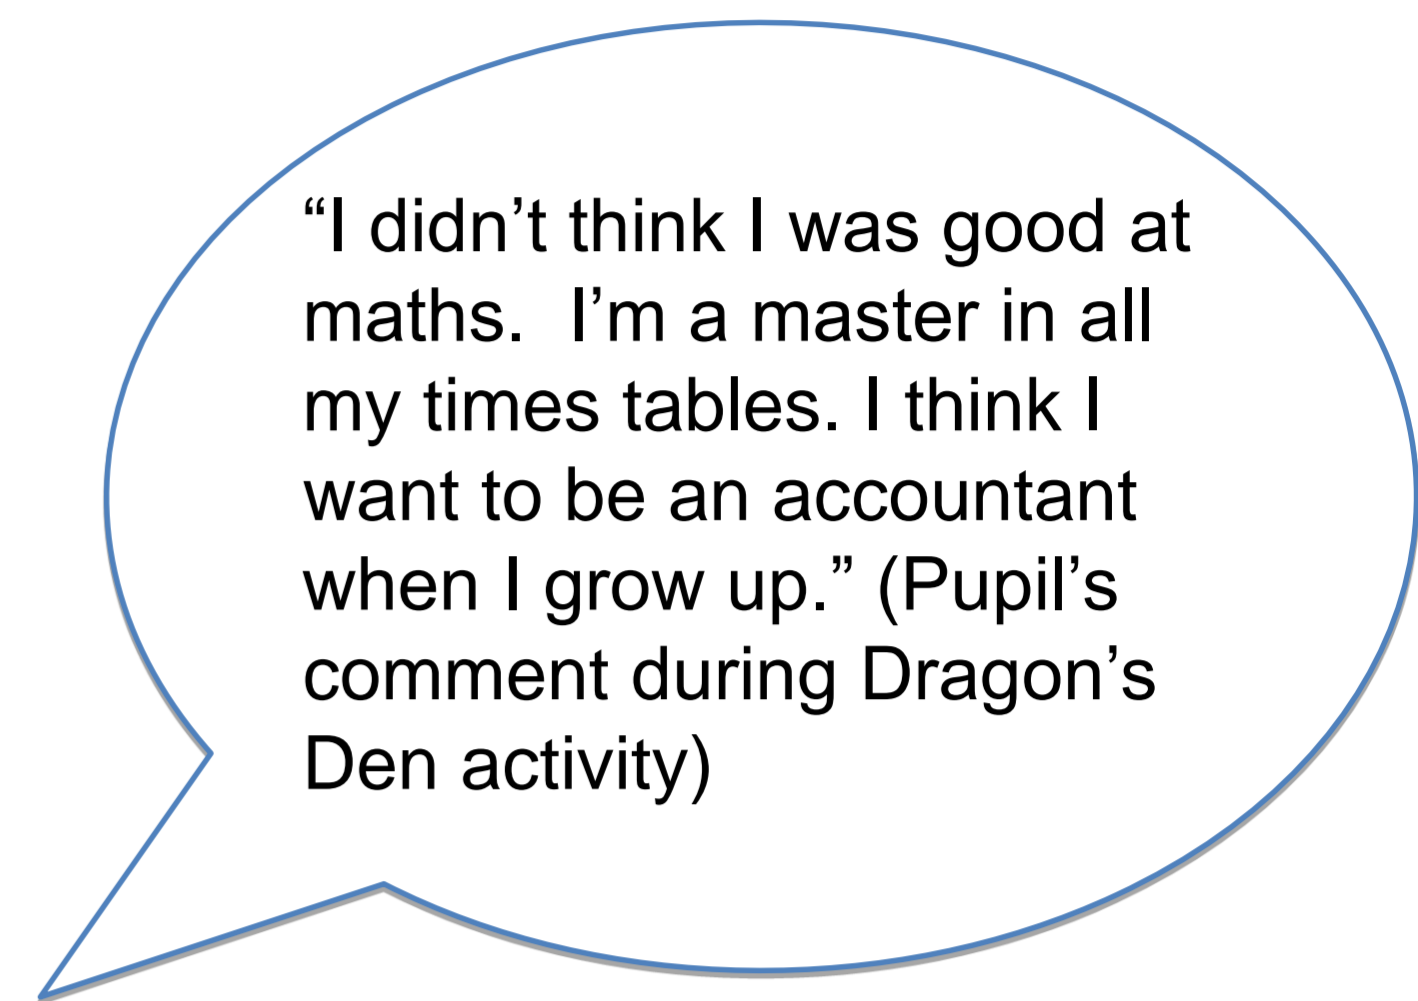 “I didn’t think I was good at
maths.  I’m a master in all
my times tables. I think I
want to be an accountant
when I grow up.” (Pupil’s
comment during Dragon’s
Den activity)